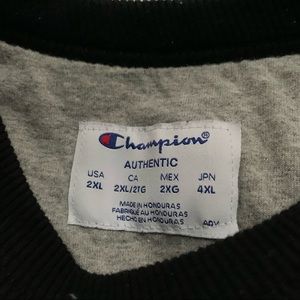 Champion®
AUTHENTIC
USA CA MEX JPN
2XL 2XL/2TG 2XG 4XL
MADE IN HONDURAS
FABRIQUÉ AU HONDURAS
HECHO EN HONDURAS